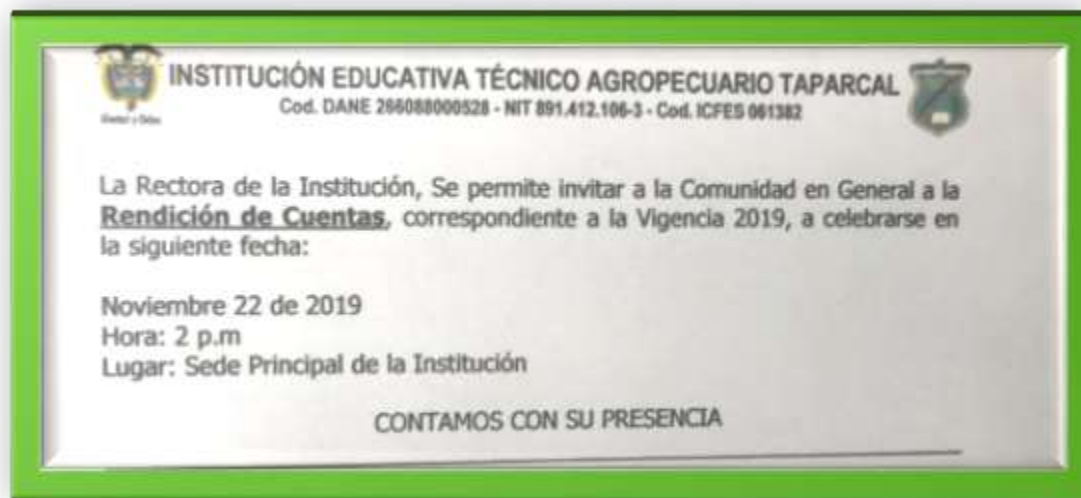 INSTITUCIÓN EDUCATIVA TÉCNICO AGROPECUARIO TAPARCAL
Cod. DANE 266088000528 - NIT 891.412.106-3 - Cod. ICFES 061382
La Rectora de la Institución, Se permite invitar a la Comunidad en General a la
Rendición de Cuentas, correspondiente a la Vigencia 2019, a celebrarse en
la siguiente fecha:
Noviembre 22 de 2019
Hora: 2 p.m
Lugar: Sede Principal de la Institución
CONTAMOS CON SU PRESENCIA